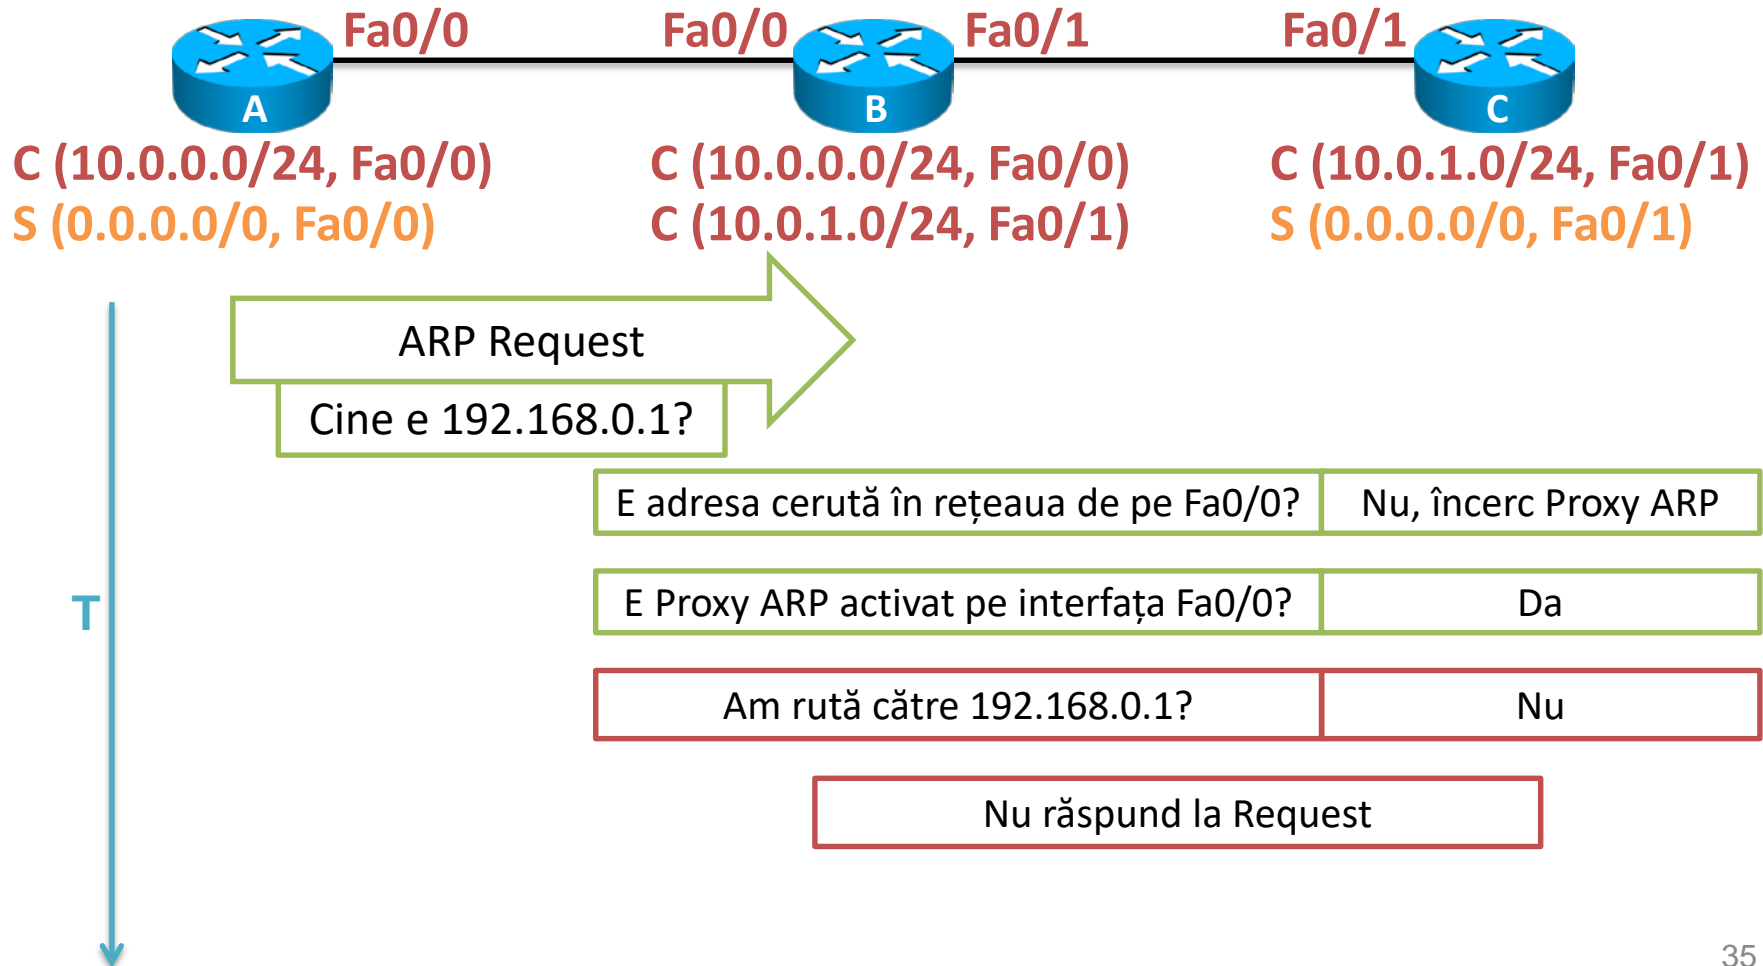 Fa0/0 Fa0/0 Fa0/1 Fa0/1
A B C
C (10.0.0.0/24, Fa0/0) C (10.0.0.0/24, Fa0/0) C (10.0.1.0/24, Fa0/1)
S (0.0.0.0/0, Fa0/0) C (10.0.1.0/24, Fa0/1) S (0.0.0.0/0, Fa0/1)
ARP Request
Cine e 192.168.0.1?
E adresa cerută în rețeaua de pe Fa0/0? Nu, încerc Proxy ARP
T
E Proxy ARP activat pe interfața Fa0/0? Da
Am rută către 192.168.0.1? Nu
Nu răspund la Request
35